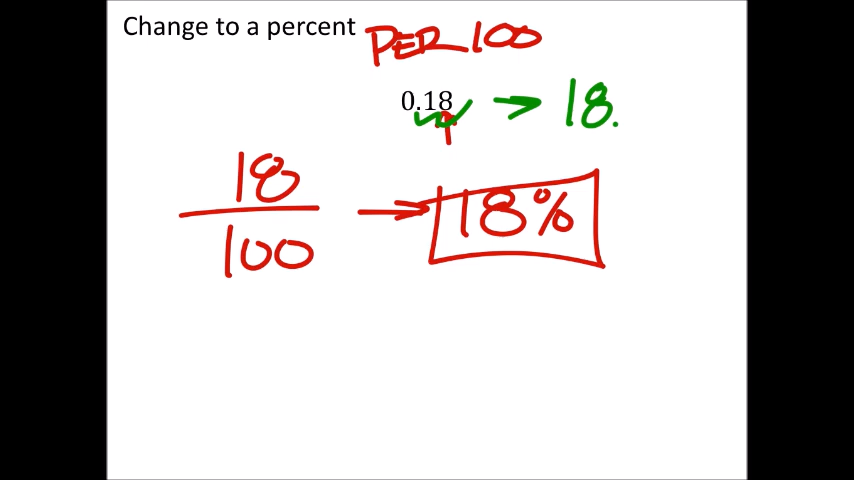 Change to a percent PER 100
0.18 → 18.
18
100 → 18%